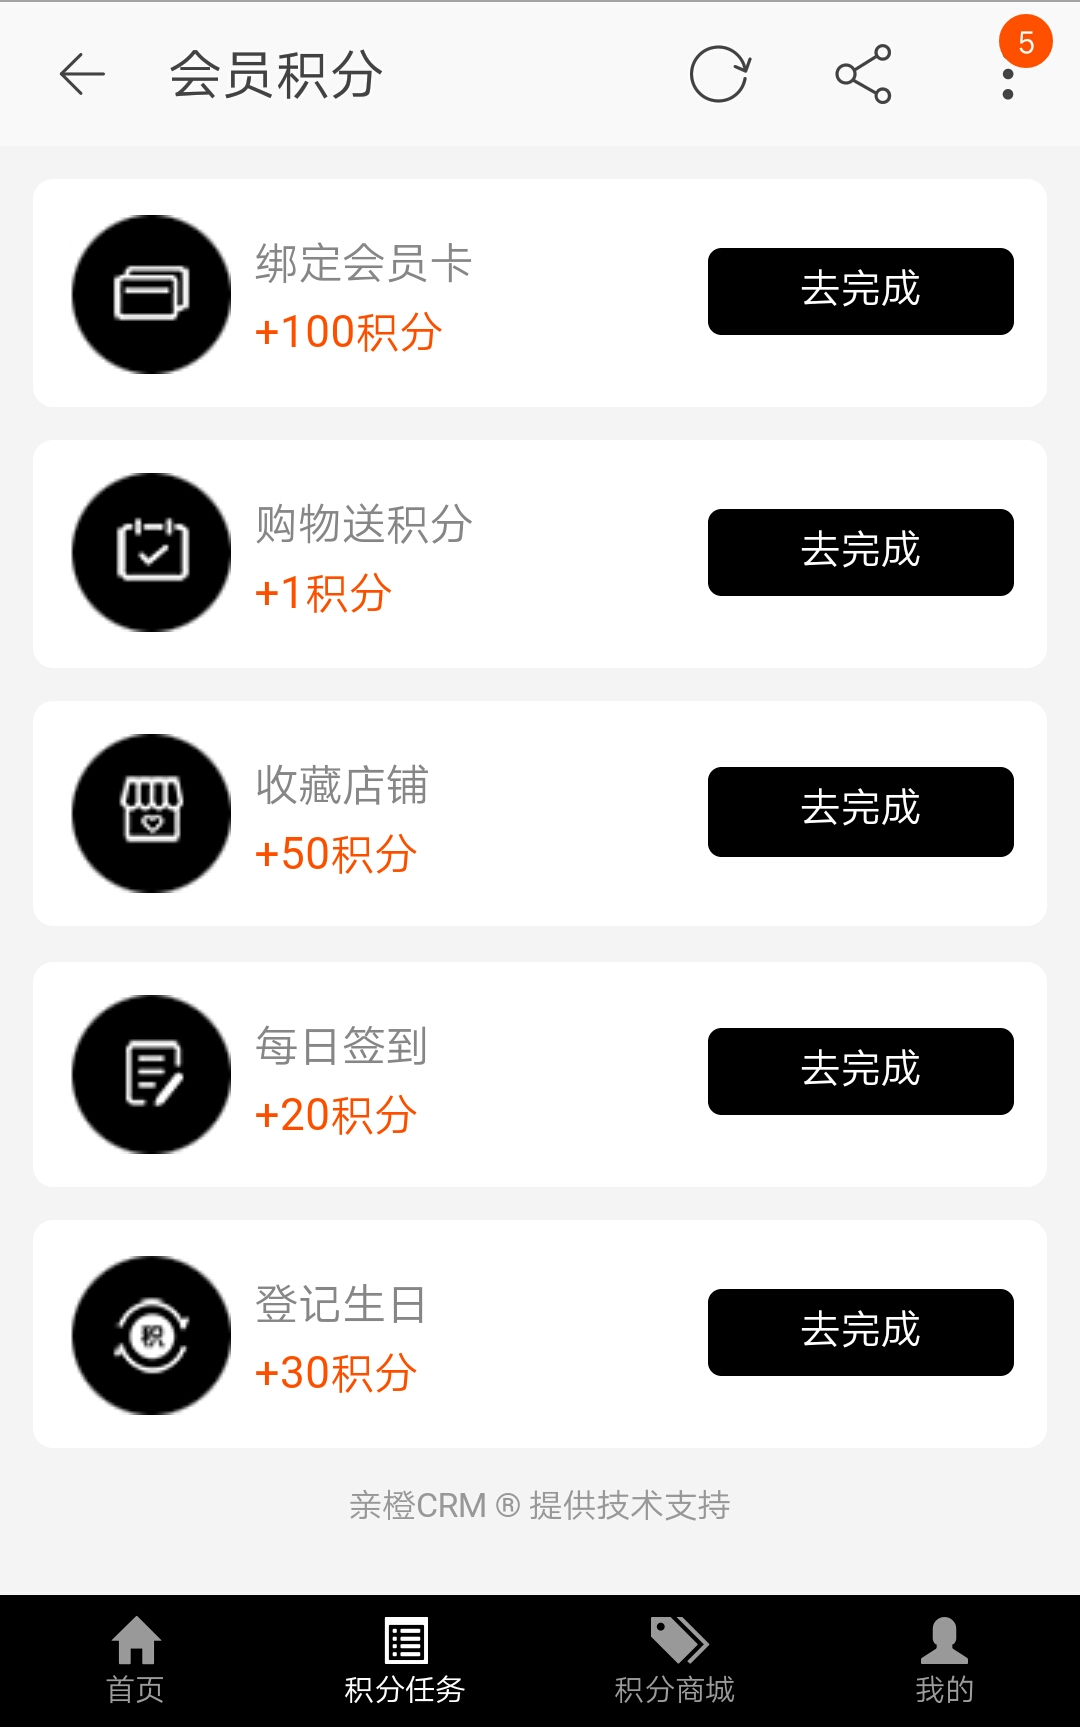 会员积分
5
绑定会员卡
+100积分
去完成
购物送积分
+1积分
去完成
收藏店铺
+50积分
去完成
每日签到
+20积分
去完成
积
登记生日
+30积分
去完成
亲橙CRM ® 提供技术支持
首页
积分任务
积分商城
我的